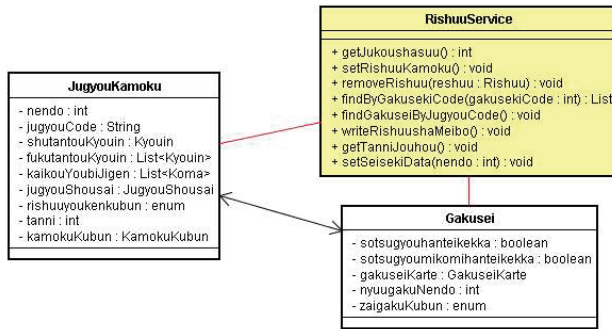 RishuuService
+ getJukoushasuu() : int
+ setRishuuKamoku() : void
+ removeRishuu(reshuu : Rishuu) : void
+ findByGakusekiCode(gakusekiCode : int) : List
+ findGakuseiByJugyouCode() : void
+ writeRishuushaMeibo() : void
+ getTanniJouhou() : void
+ setSeisekiData(nendo : int) : void
JugyouKamoku
- nendo : int
- jugyouCode : String
- shutantouKyouin : Kyouin
- fukutantouKyouin : List<Kyouin>
- kaikouYoubiJigen : List<Koma>
- jugyouShousai : JugyouShousai
- rishuuyoukenkubun : enum
- tanni : int
- kamokuKubun : KamokuKubun
Gakusei
- sotsugyouhanteikekka : boolean
- sotsugyoumikomihanteikekka : boolean
- gakuseiKarte : GakuseiKarte
- nyuugakuNendo : int
- zaigakuKubun : enum